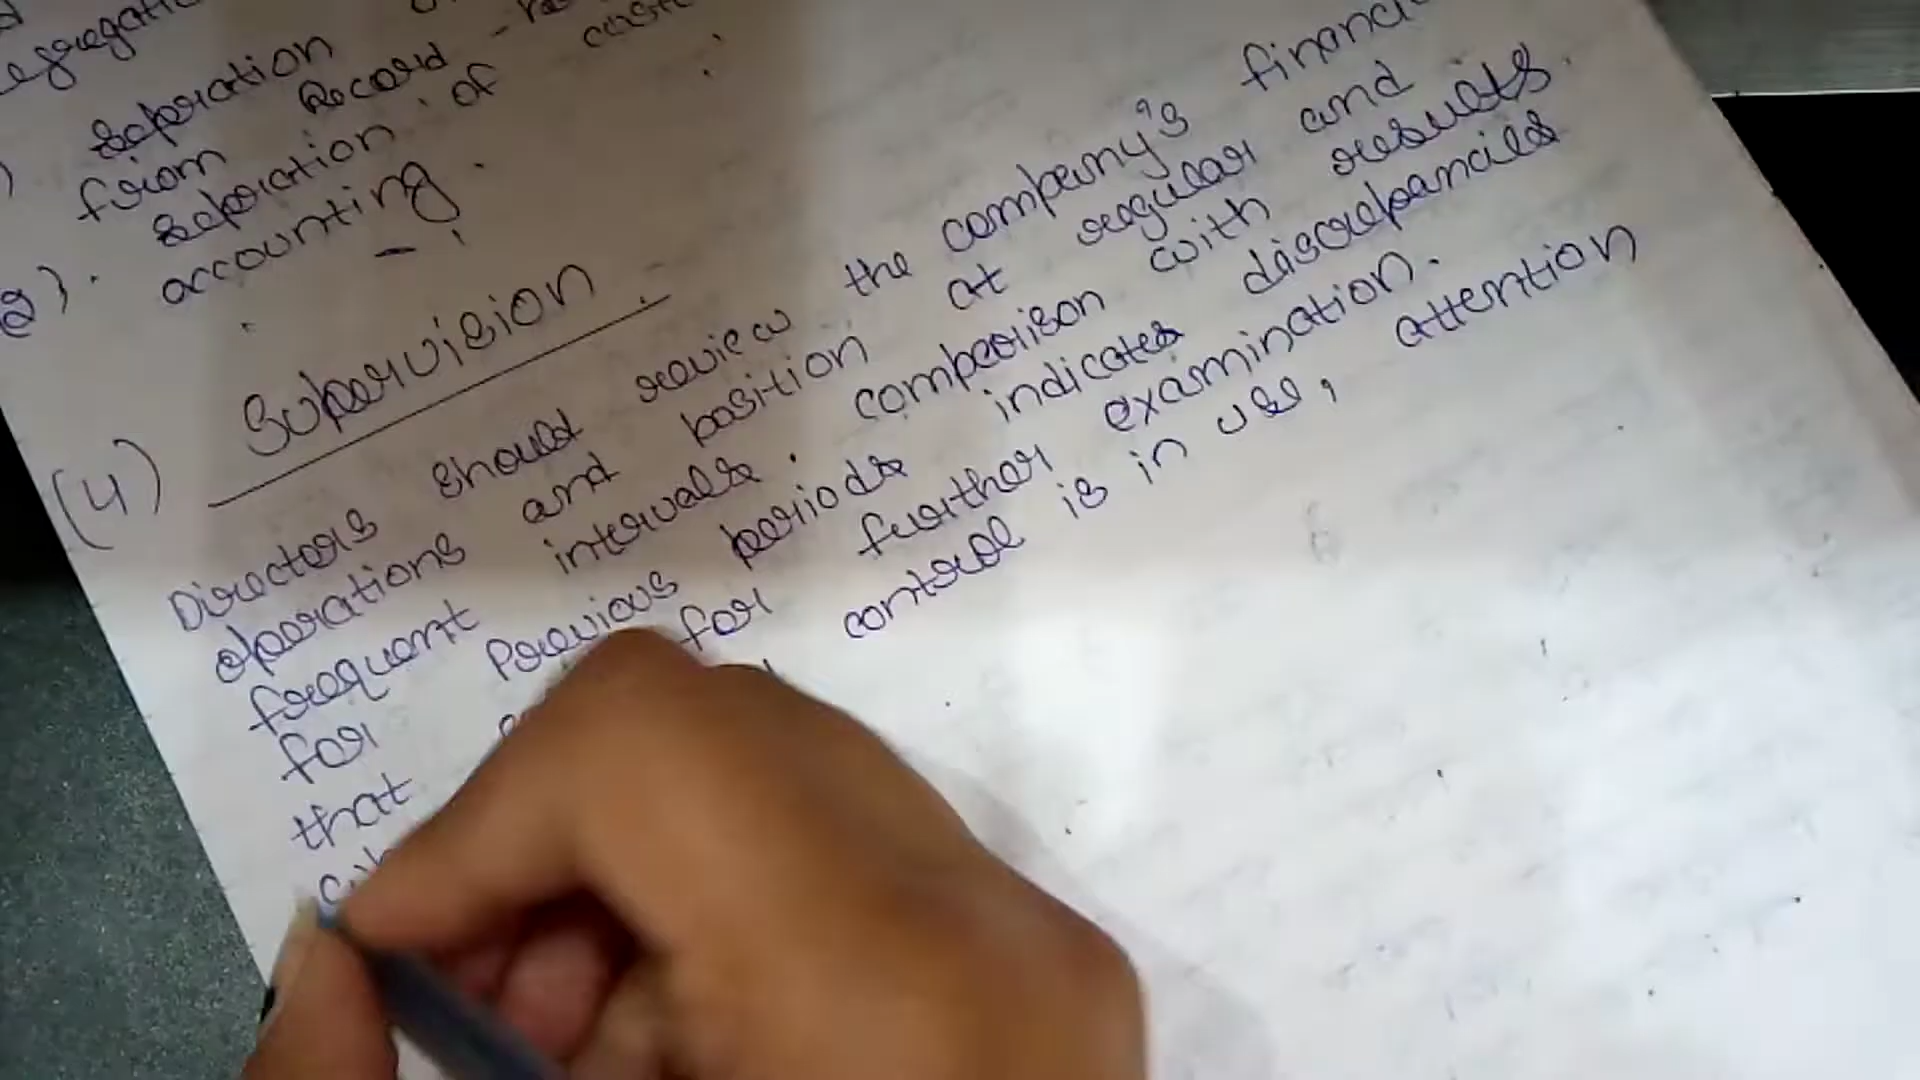 Separation of
from Record -
Separation of
accounting.
2).
(4) Supervision
Directors should review the company's
operations and position at regular and
frequent intervals. comparison with results
for Previous periods indicates discrepancies
that for further examination.
control is in use, attention